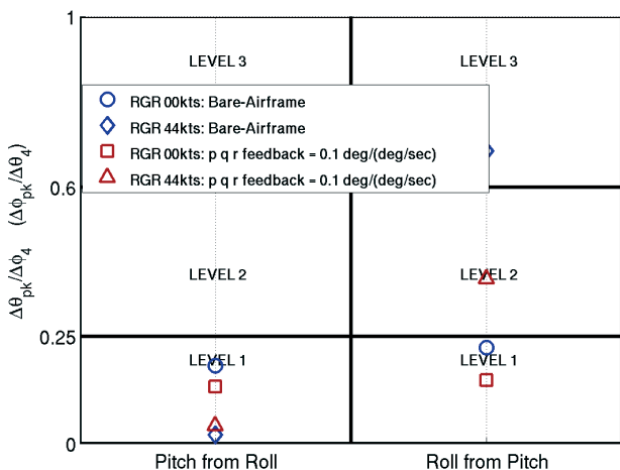 1
LEVEL 3 LEVEL 3
RGR 00kts: Bare-Airframe
RGR 44kts: Bare-Airframe
RGR 00kts: p q r feedback = 0.1 deg/(deg/sec)
RGR 44kts: p q r feedback = 0.1 deg/(deg/sec)
0.6
Δθpk/Δϕ4 (Δϕpk/Δθ4)
LEVEL 2 LEVEL 2
0.25
LEVEL 1 LEVEL 1
0
Pitch from Roll Roll from Pitch